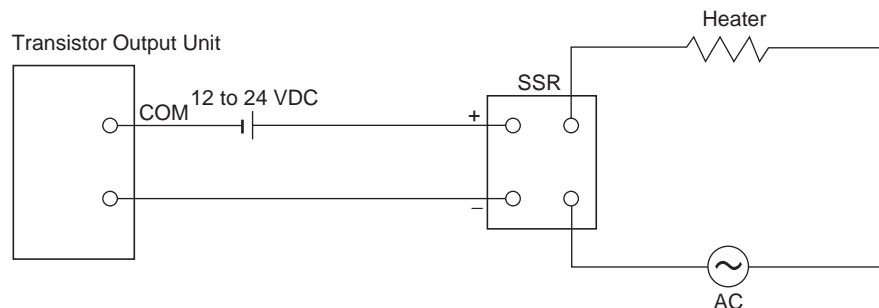 Heater
Transistor Output Unit
SSR
12 to 24 VDC
COM
+
−
AC